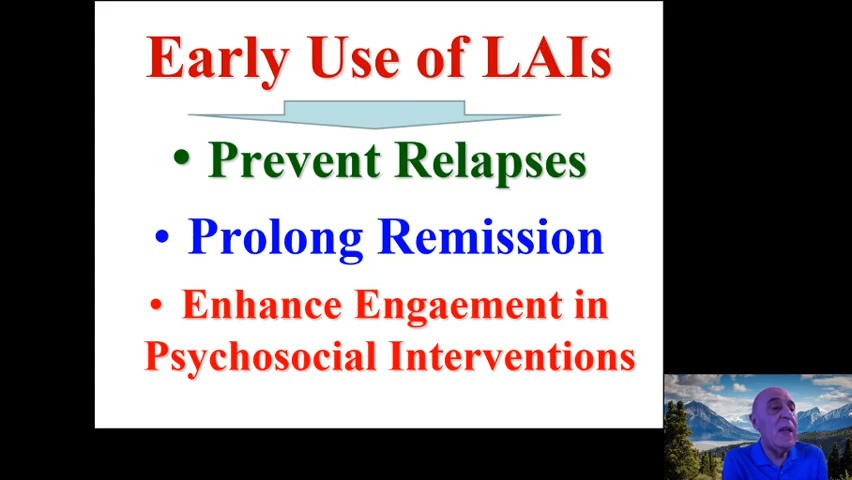 Early Use of LAIs
• Prevent Relapses
• Prolong Remission
• Enhance Engaement in
Psychosocial Interventions